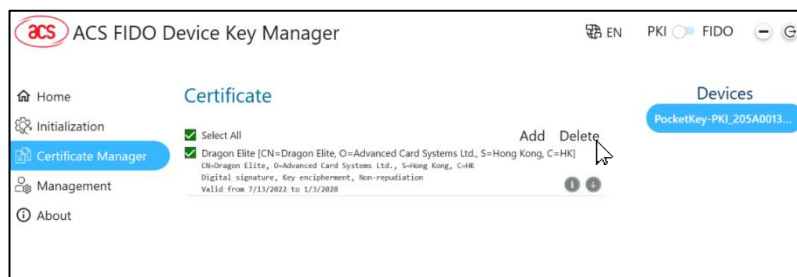 acs ACS FIDO Device Key Manager
EN PKI FIDO
Home
Initialization
Certificate Manager
Management
About
Certificate
Select All Add Delete
Dragon Elite [CN=Dragon Elite, O=Advanced Card Systems Ltd., S=Hong Kong, C=HK]
CN=Dragon Elite, O=Advanced Card Systems Ltd., S=Hong Kong, C=HK
Digital signature, Key encipherment, Non-repudiation
Valid from 7/13/2022 to 1/3/2028
Devices
PocketKey-PKI_205A0013...